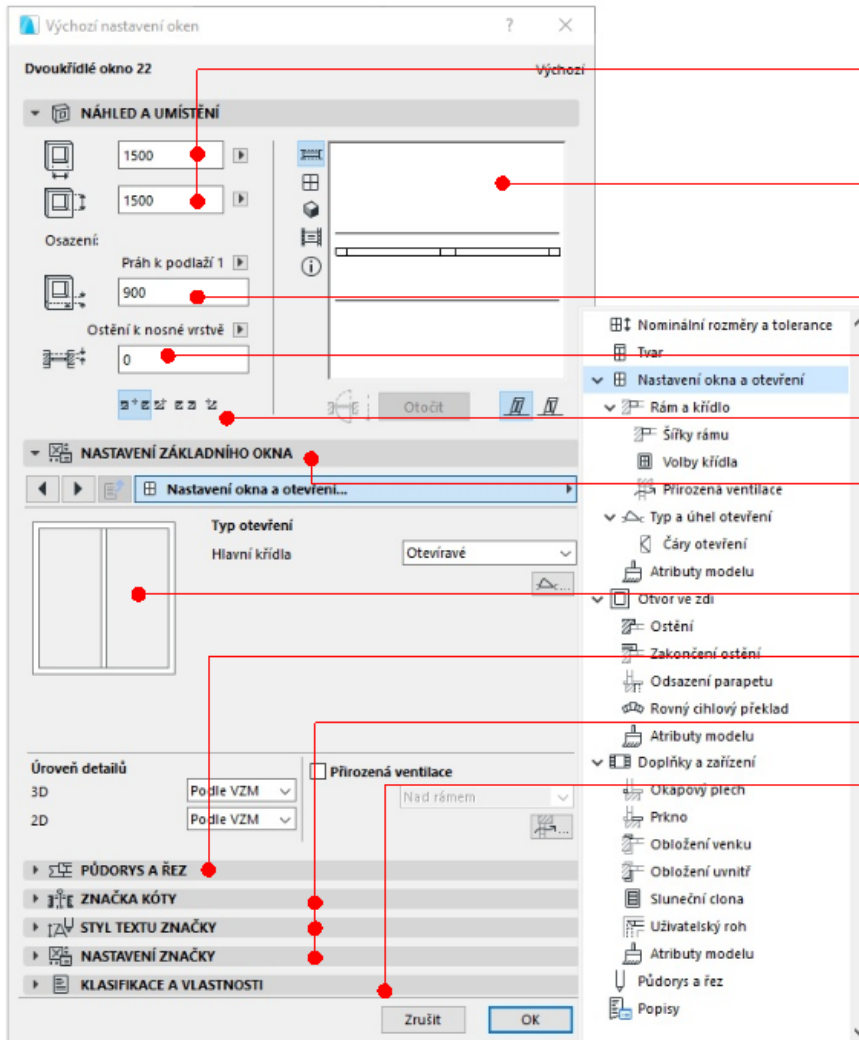 Výchozí nastavení oken ?
Dvoukřídlé okno 22 Výchozí
NÁHLED A UMÍSTĚNÍ
1500
1500
Osazení:
Práh k podlaží 1
900
Ostění k nosné vrstvě
0
Otočit
NASTAVENÍ ZÁKLADNÍHO OKNA
Nastavení okna a otevření...
Typ otevření
Hlavní křídla Otevíravé
Úroveň detailů
3D Podle VZM
2D Podle VZM
Přirozená ventilace
Nad rámem
PŮDORYS A ŘEZ
ZNAČKA KÓTY
STYL TEXTU ZNAČKY
NASTAVENÍ ZNAČKY
KLASIFIKACE A VLASTNOSTI
Zrušit OK
Nominální rozměry a tolerance
Tvar
Nastavení okna a otevření
Rám a křídlo
Šířky rámu
Volby křídla
Přirozená ventilace
Typ a úhel otevření
Čáry otevření
Atributy modelu
Otvor ve zdi
Ostění
Zakončení ostění
Odsazení parapetu
Rovný cihlový překlad
Atributy modelu
Doplňky a zařízení
Okapový plech
Prkno
Obložení venku
Obložení uvnitř
Sluneční clona
Uživatelský roh
Atributy modelu
Půdorys a řez
Popisy